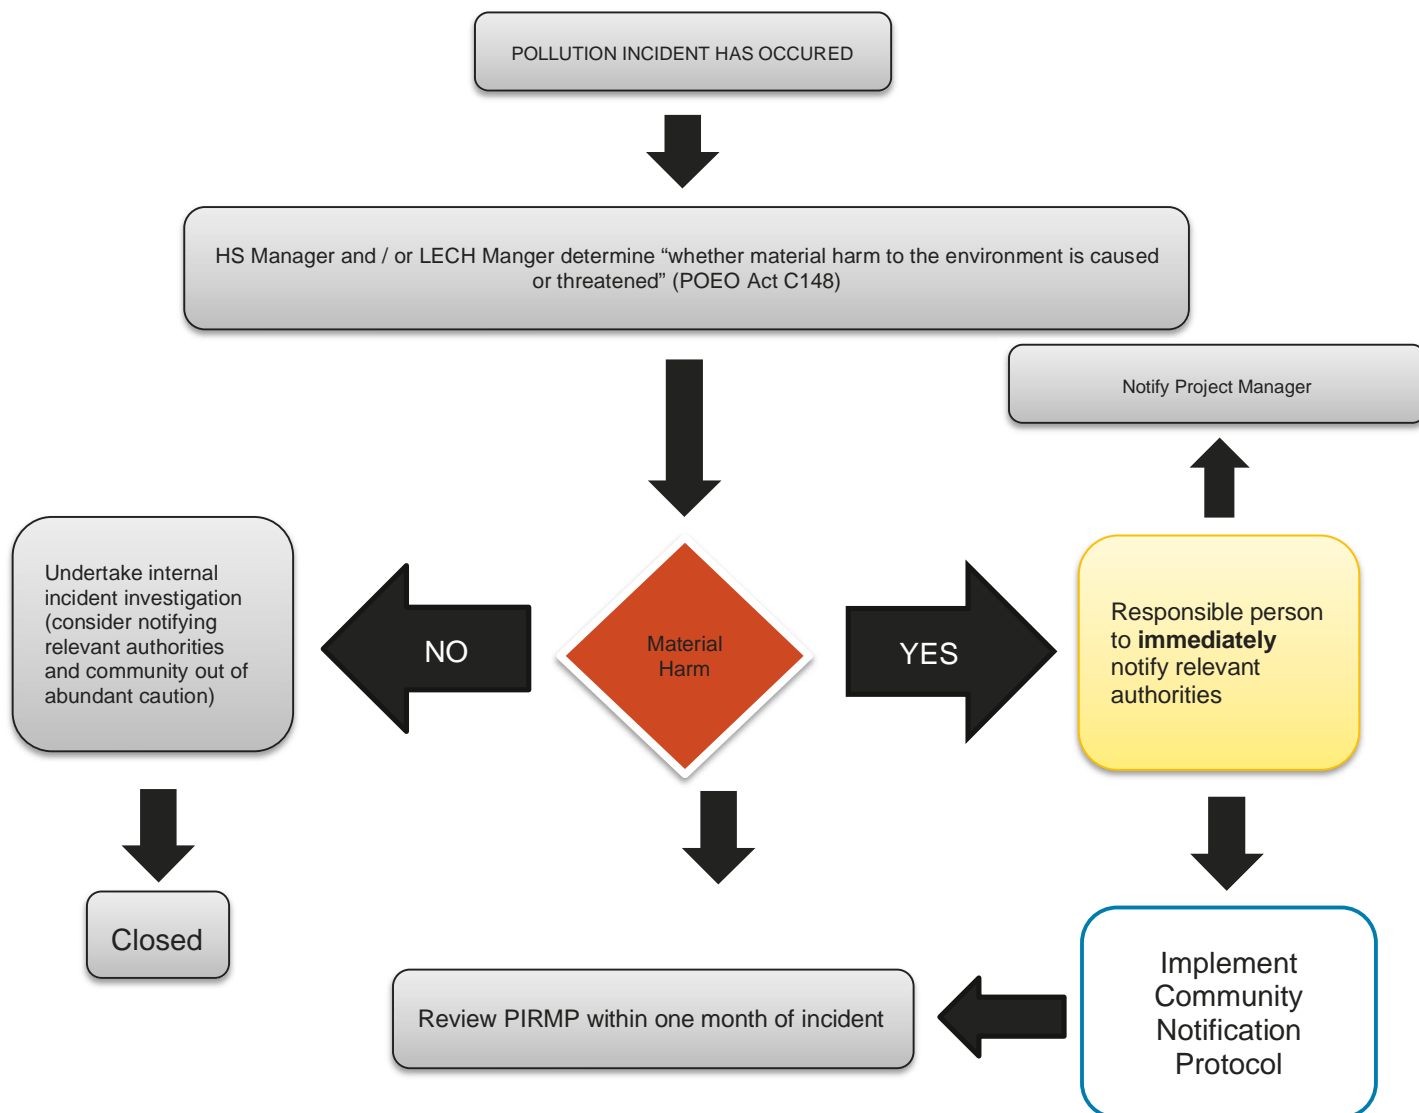 POLLUTION INCIDENT HAS OCCURED
HS Manager and / or LECH Manger determine “whether material harm to the environment is caused
or threatened” (POEO Act C148)
Notify Project Manager
Undertake internal
incident investigation
(consider notifying
relevant authorities
and community out of
abundant caution)
NO
Material
Harm
YES
Responsible person
to immediately
notify relevant
authorities
Closed
Review PIRMP within one month of incident
Implement
Community
Notification
Protocol